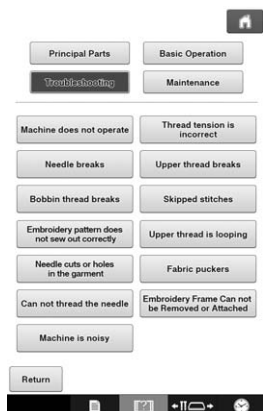 Principal Parts
Basic Operation
Troubleshooting
Maintenance
Machine does not operate
Thread tension is
incorrect
Needle breaks
Upper thread breaks
Bobbin thread breaks
Skipped stitches
Embroidery pattern does
not sew out correctly
Upper thread is looping
Needle cuts or holes
in the garment
Fabric puckers
Can not thread the needle
Embroidery Frame Can not
be Removed or Attached
Machine is noisy
Return